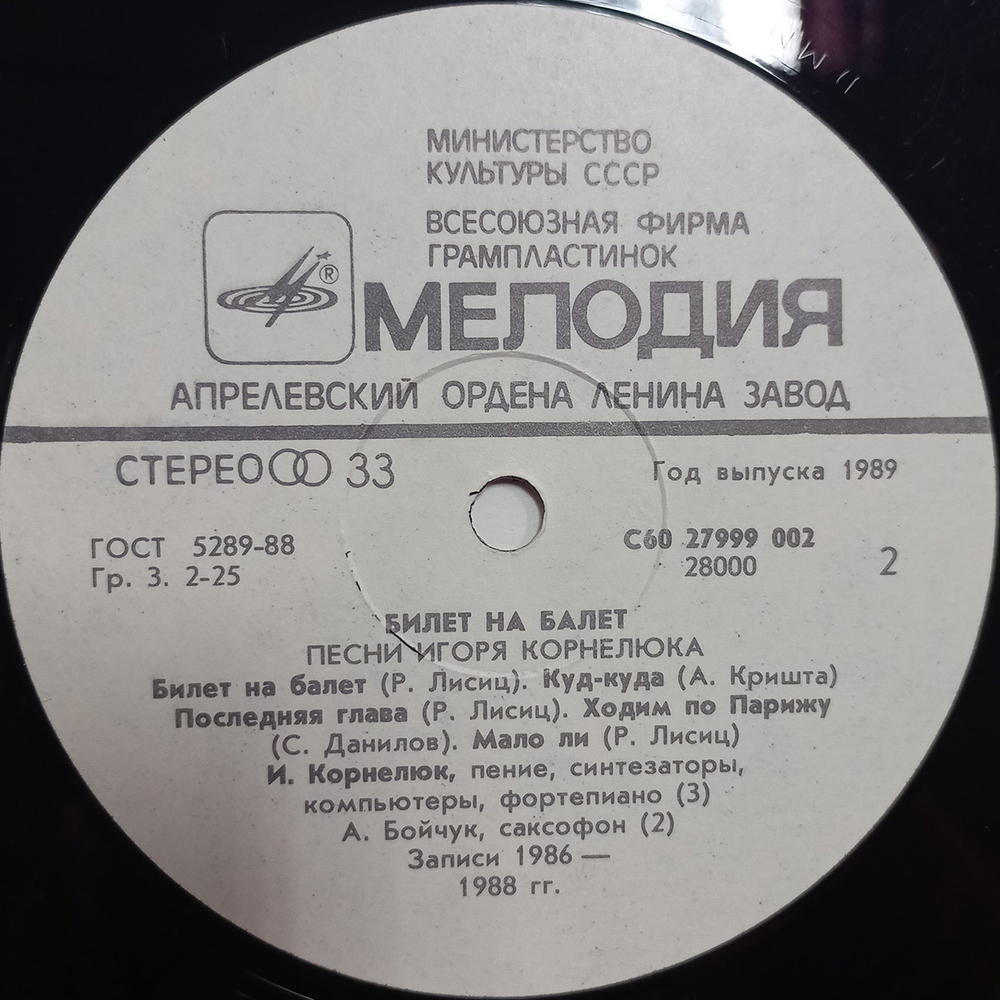 МИНИСТЕРСТВО
КУЛЬТУРЫ СССР
ВСЕСОЮЗНАЯ ФИРМА
ГРАМПЛАСТИНОК
®
МЕЛОДИЯ
АПРЕЛЕВСКИЙ ОРДЕНА ЛЕНИНА ЗАВОД
СТЕРЕО 33
Год выпуска 1989
ГОСТ 5289-88
Гр. 3. 2-25
С60 27999 002
28000
2
БИЛЕТ НА БАЛЕТ
ПЕСНИ ИГОРЯ КОРНЕЛЮКА
Билет на балет (Р. Лисиц). Куд-куда (А. Кришта)
Последняя глава (Р. Лисиц). Ходим по Парижу
(С. Данилов). Мало ли (Р. Лисиц)
И. Корнелюк, пение, синтезаторы,
компьютеры, фортепиано (3)
А. Бойчук, саксофон (2)
Записи 1986 —
1988 гг.